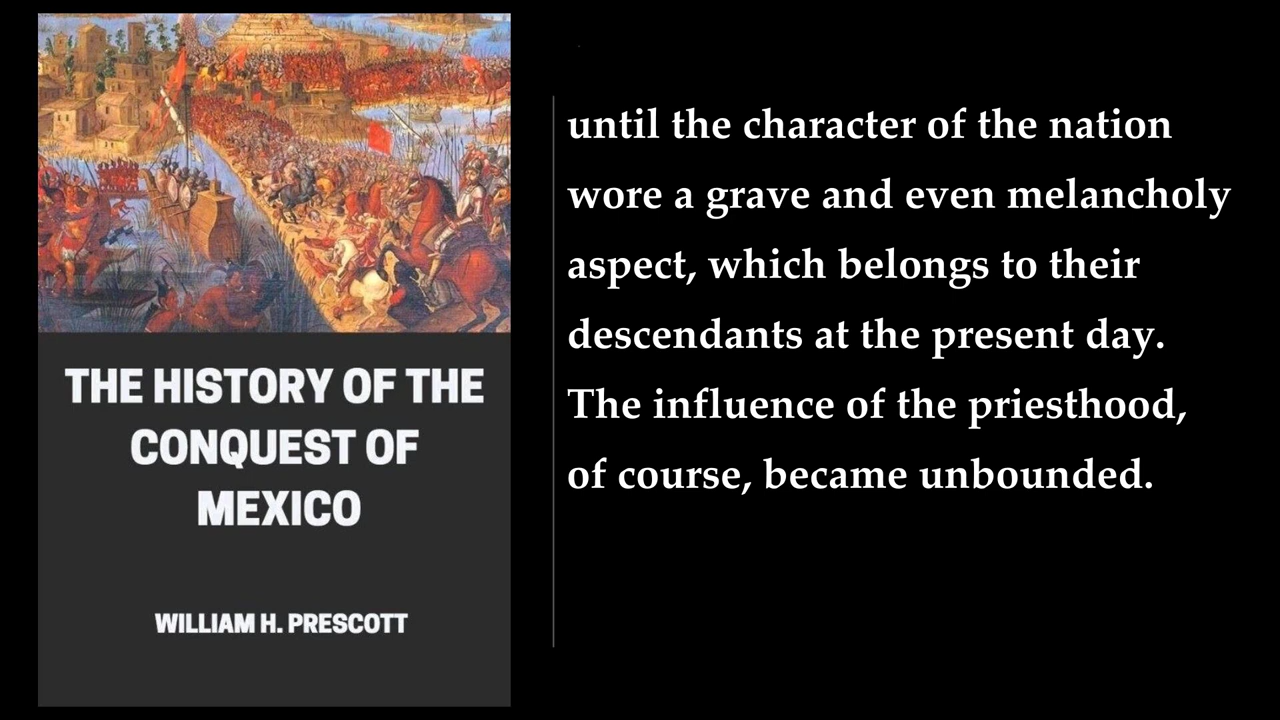 THE HISTORY OF THE
CONQUEST OF
MEXICO
WILLIAM H. PRESCOTT
until the character of the nation
wore a grave and even melancholy
aspect, which belongs to their
descendants at the present day.
The influence of the priesthood,
of course, became unbounded.